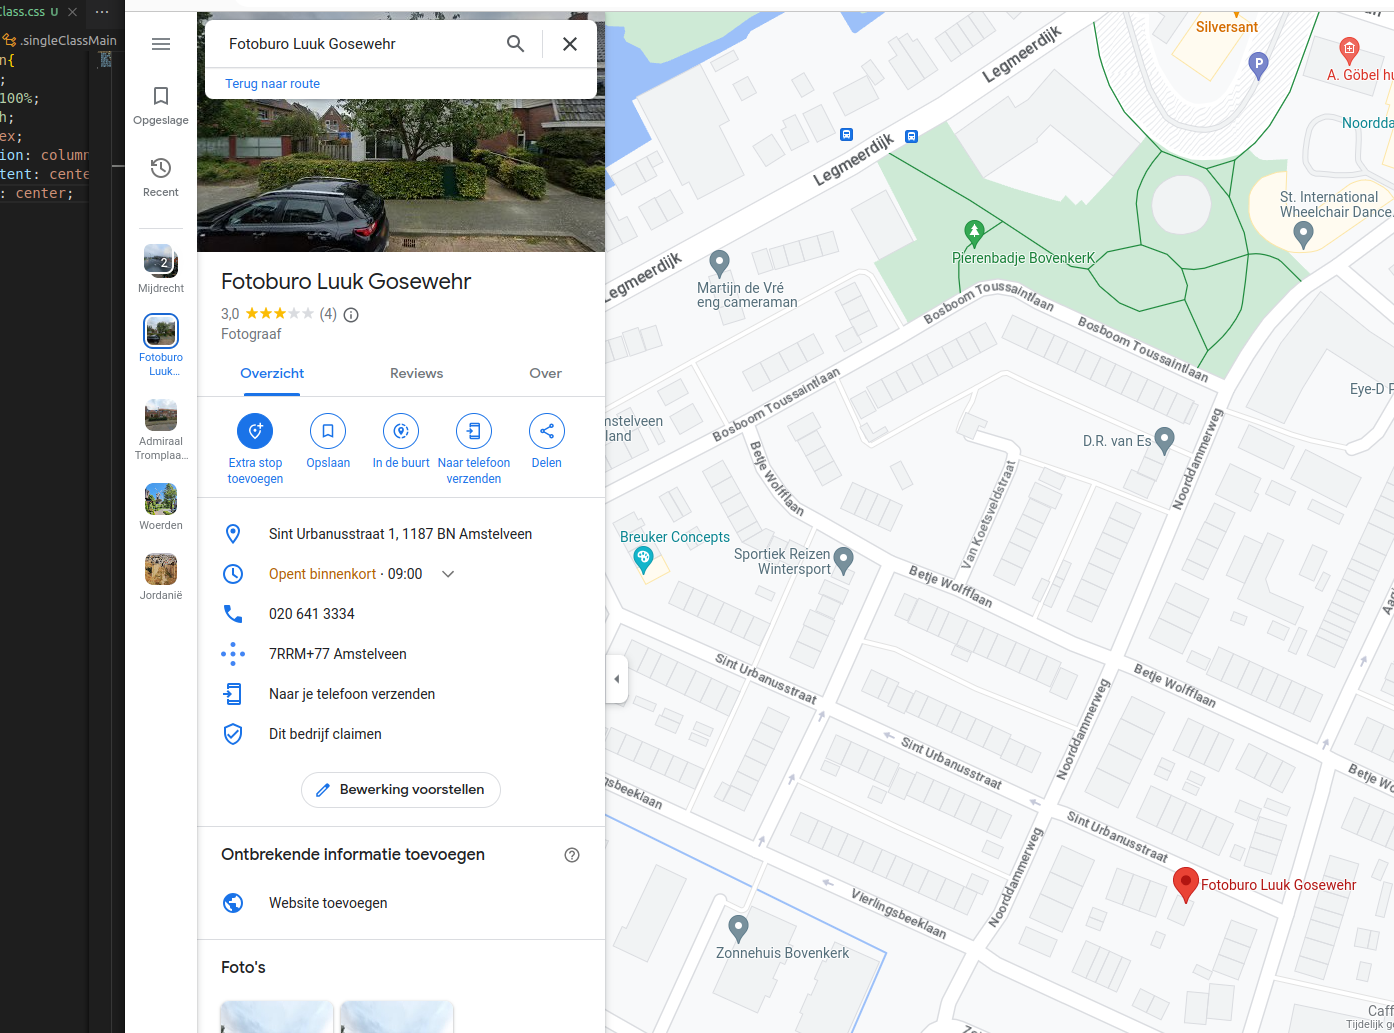 Class.css U
.singleClassMain
n{
;
100%;
h;
ex;
ion: column
tent: cente
: center;
Opgeslage
Recent
2
Mijdrecht
Fotoburo
Luuk...
Admiraal
Tromplaa...
Woerden
Jordanië
Fotoburo Luuk Gosewehr
Terug naar route
Fotoburo Luuk Gosewehr
3,0 (4)
Fotograaf
Overzicht
Reviews
Over
Extra stop
toevoegen
Opslaan
In de buurt
Naar telefoon
verzenden
Delen
Sint Urbanusstraat 1, 1187 BN Amstelveen
Opent binnenkort · 09:00
020 641 3334
7RRM+77 Amstelveen
Naar je telefoon verzenden
Dit bedrijf claimen
Bewerking voorstellen
Ontbrekende informatie toevoegen
Website toevoegen
Foto's
Silversant
Legmeerdijk
P
A. Göbel hu
Noordda
Legmeerdijk
St. International
Wheelchair Dance...
Pierenbadje BovenkerK
Legmeerdijk
Martijn de Vré
eng cameraman
Bosboom Toussaintlaan
Bosboom Toussaintlaan
Eye-D F
Bosboom Toussaintlaan
mstelveen
land
D.R. van Es
Noorddammerweg
Betje Wolfflaan
Van Koetsveldstraat
Breuker Concepts
Sportiek Reizen
Wintersport
Betje Wolfflaan
Sint Urbanusstraat
Betje Wolfflaan
Noorddammerweg
Sint Urbanusstraat
Betje Wo
ngsbeeklaan
Sint Urbanusstraat
Noorddammerweg
Fotoburo Luuk Gosewehr
Vierlingsbeeklaan
Zonnehuis Bovenkerk
Caff
Tijdelijk g